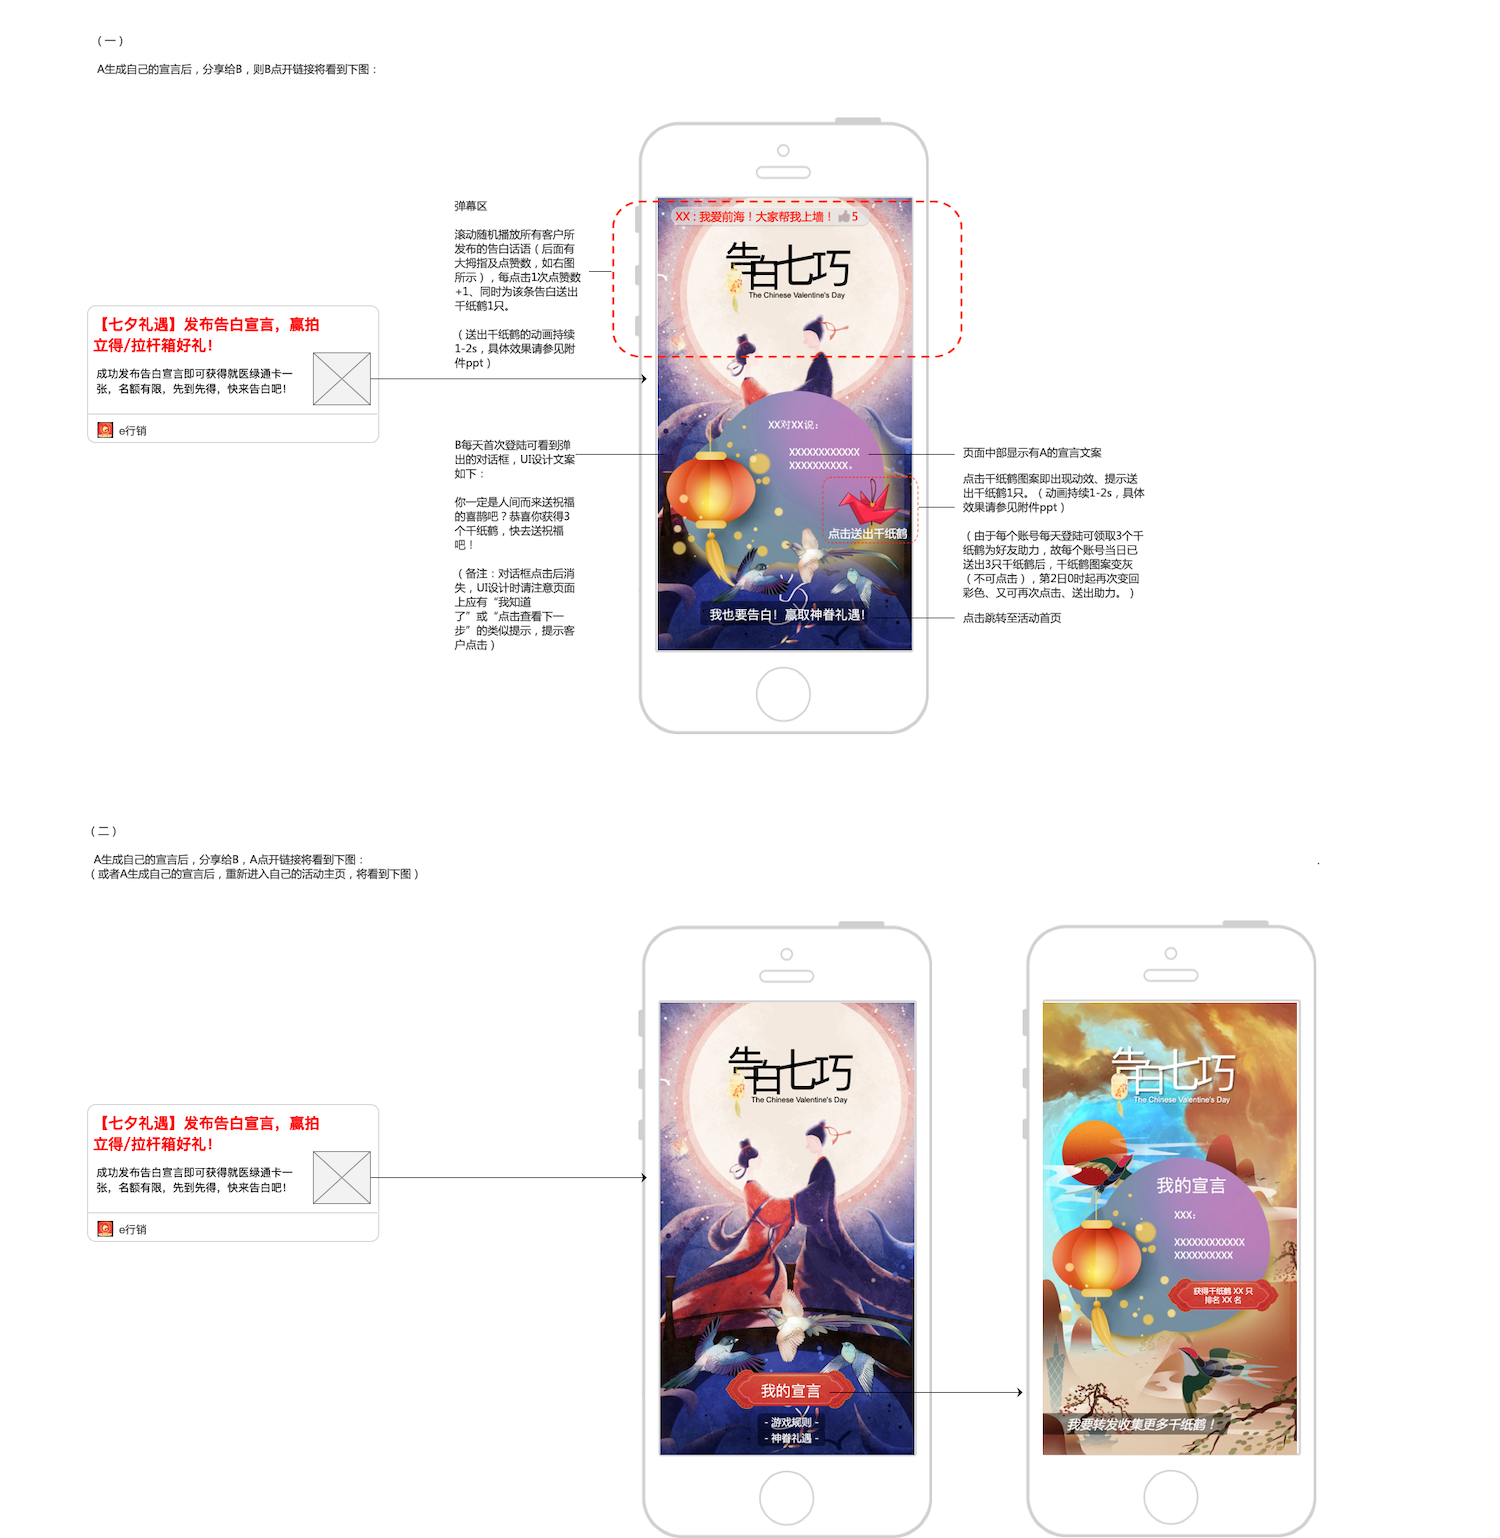 （一）
A生成自己的宣言后，分享给B，则B点开链接将看到下图：
弹幕区
滚动随机播放所有客户所
发布的告白话语（后面有
大拇指及点赞数，如右图
所示），每点击1次点赞数
+1、同时为该条告白送出
千纸鹤1只。
（送出千纸鹤的动画持续
1-2s，具体效果请参见附
件ppt）
【七夕礼遇】发布告白宣言，赢拍
立得/拉杆箱好礼！
成功发布告白宣言即可获得就医绿通卡一
张，名额有限，先到先得，快来告白吧！
e行销
B每天首次登陆可看到弹
出的对话框，UI设计文案
如下：
你一定是人间而来送祝福
的喜鹊吧？恭喜你获得3
个千纸鹤，快去送祝福
吧！
（备注：对话框点击后消
失，UI设计时请注意页面
上应有“我知道
了”或“点击查看下一
步”的类似提示，提示客
户点击）
XX：我爱前海！大家帮我上墙！ 5
告白七巧
The Chinese Valentine's Day
XX对XX说：
XXXXXXXXXXXX
XXXXXXXXXX。
点击送出千纸鹤
我也要告白！赢取神眷礼遇！
页面中部显示有A的宣言文案
点击千纸鹤图案即出现动效、提示送
出千纸鹤1只。（动画持续1-2s，具体
效果请参见附件ppt）
（由于每个账号每天登陆可领取3个千
纸鹤为好友助力，故每个账号当日已
送出3只千纸鹤后，千纸鹤图案变灰
（不可点击），第2日0时起再次变回
彩色、又可再次点击、送出助力。）
点击跳转至活动首页
（二）
A生成自己的宣言后，分享给B，A点开链接将看到下图：
（或者A生成自己的宣言后，重新进入自己的活动主页，将看到下图）
【七夕礼遇】发布告白宣言，赢拍
立得/拉杆箱好礼！
成功发布告白宣言即可获得就医绿通卡一
张，名额有限，先到先得，快来告白吧！
e行销
告白七巧
The Chinese Valentine's Day
我的宣言
- 游戏规则 -
- 神眷礼遇 -
告白七巧
The Chinese Valentine's Day
我的宣言
XXX：
XXXXXXXXXXXX
XXXXXXXXXX
获得千纸鹤 XX 只
排名 XX 名
我要转发收集更多千纸鹤！